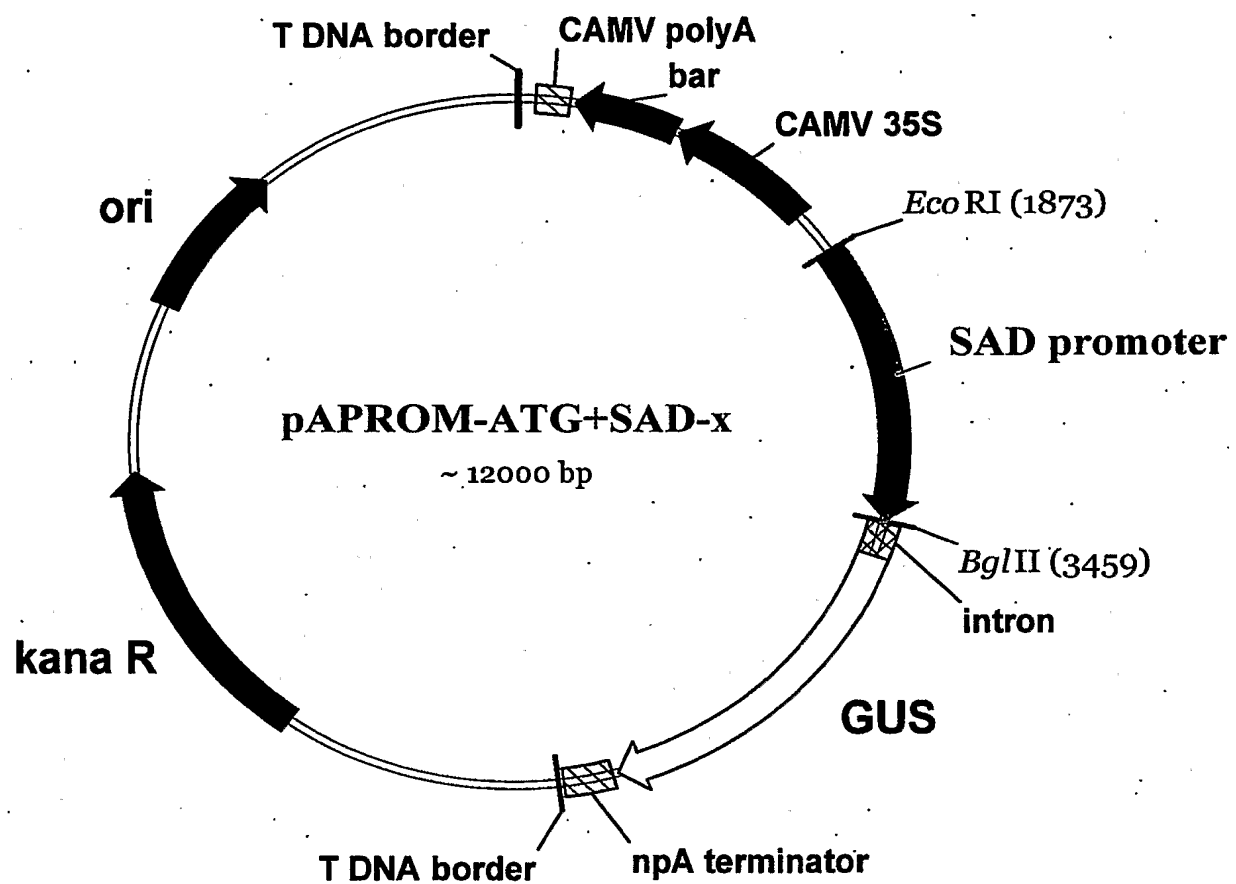 T DNA border
CAMV polyA
bar
CAMV 35S
EcoRI (1873)
ori
SAD promoter
pAPROM-ATG+SAD-x
~ 12000 bp
BglII (3459)
intron
kana R
GUS
T DNA border
npA terminator